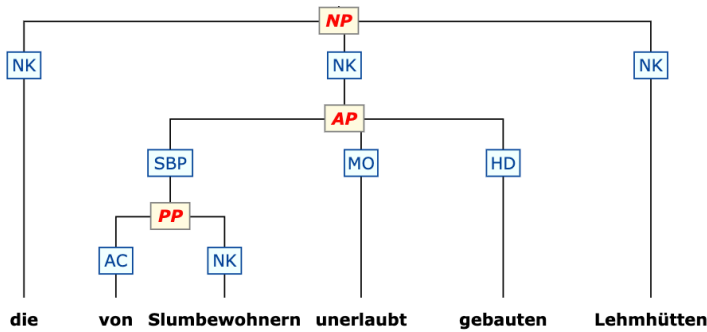 NP
NK NK NK
AP
SBP MO HD
PP
AC NK
die von Slumbewohnern unerlaubt gebauten Lehmhütten